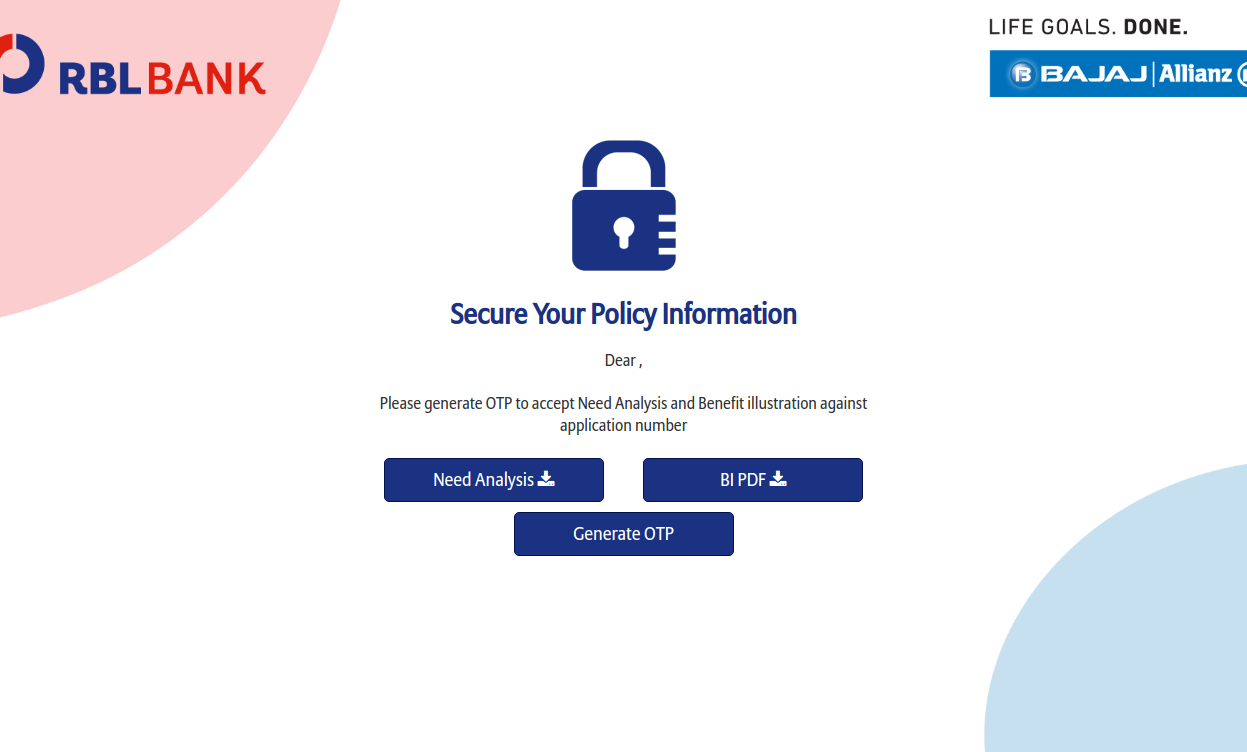 RBL BANK
LIFE GOALS. DONE.
B BAJAJ | Allianz
Secure Your Policy Information
Dear ,
Please generate OTP to accept Need Analysis and Benefit illustration against
application number
Need Analysis
BI PDF
Generate OTP